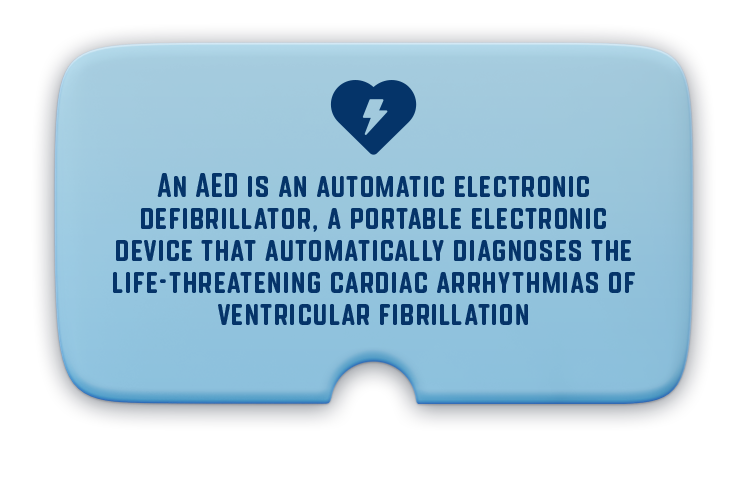 An AED is an automatic electronic
defibrillator, a portable electronic
device that automatically diagnoses the
life-threatening cardiac arrhythmias of
ventricular fibrillation